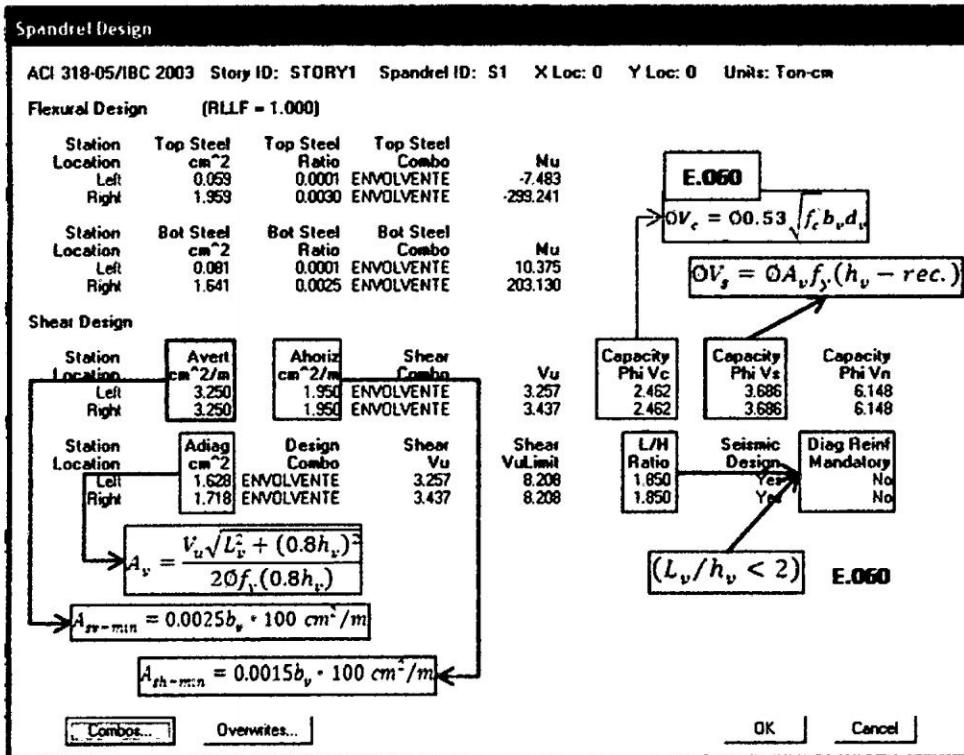 Spandrel Design
ACI 318-05/IBC 2003 Story ID: STORY1 Spandrel ID: S1 X Loc: 0 Y Loc: 0 Units: Ton-cm
Flexural Design (RLLF = 1.000)
Station Top Steel Top Steel Top Steel
Location cm^2 Ratio Combo Mu
Left 0.059 0.0001 ENVOLVENTE -7.483
Right 1.959 0.0030 ENVOLVENTE -299.241
E.060
ØV_c = Ø0.53√f_c b_v d_v
Station Bot Steel Bot Steel Bot Steel
Location cm^2 Ratio Combo Mu
Left 0.081 0.0001 ENVOLVENTE 10.375
Right 1.641 0.0025 ENVOLVENTE 203.130
ØV_s = ØA_v f_y (h_v − rec.)
Shear Design
Station Avert Ahoriz Shear Capacity Capacity Capacity
Location cm^2/m cm^2/m Combo Vu Phi Vc Phi Vs Phi Vn
Left 3.250 1.950 ENVOLVENTE 3.257 2.462 3.686 6.148
Right 3.250 1.950 ENVOLVENTE 3.437 2.462 3.686 6.148
Station Adiag Design Shear Shear L/H Seismic Diag Reinf
Location cm^2 Combo Vu VuLimit Ratio Design Mandatory
Left 1.628 ENVOLVENTE 3.257 8.208 1.850 Yes No
Right 1.718 ENVOLVENTE 3.437 8.208 1.850 Yes No
A_v = V_u√L_v^2 + (0.8h_v)^2 / 2Øf_y(0.8h_v)
(L_v/h_v < 2) E.060
A_sv-min = 0.0025b_v * 100 cm^2/m
A_sh-min = 0.0015b_v * 100 cm^2/m
Combos... Overwrites... OK Cancel